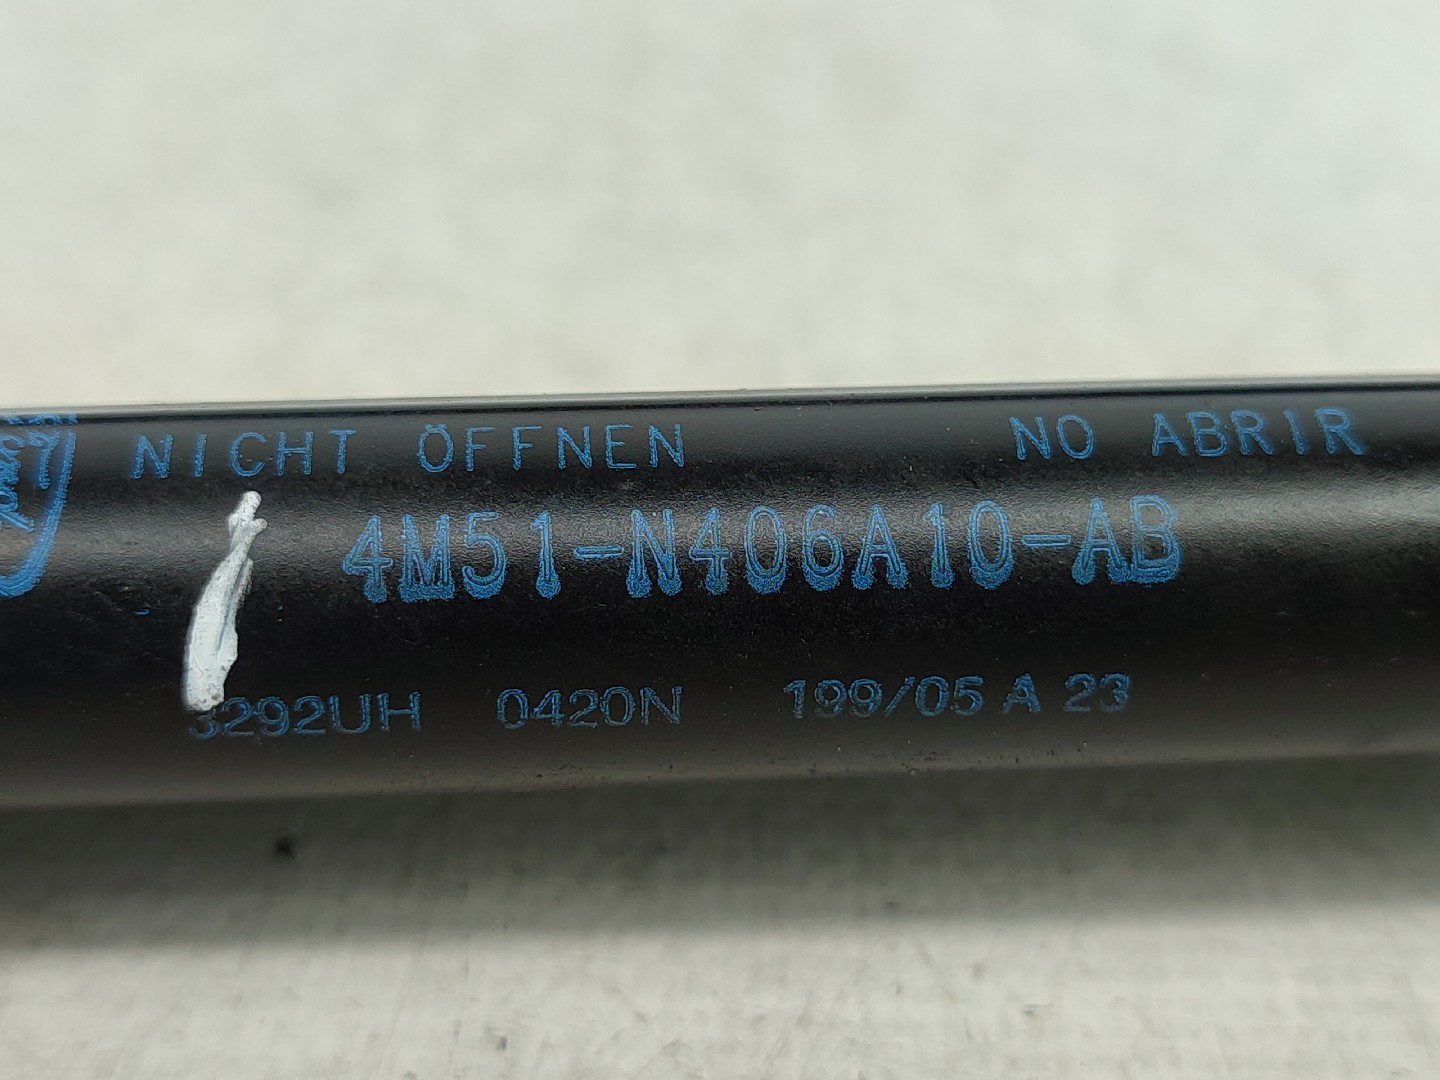 NICHT ÖFFNEN NO ABRIR
4M51-N406A10-AB
3292UH 0420N 199/05 A 23